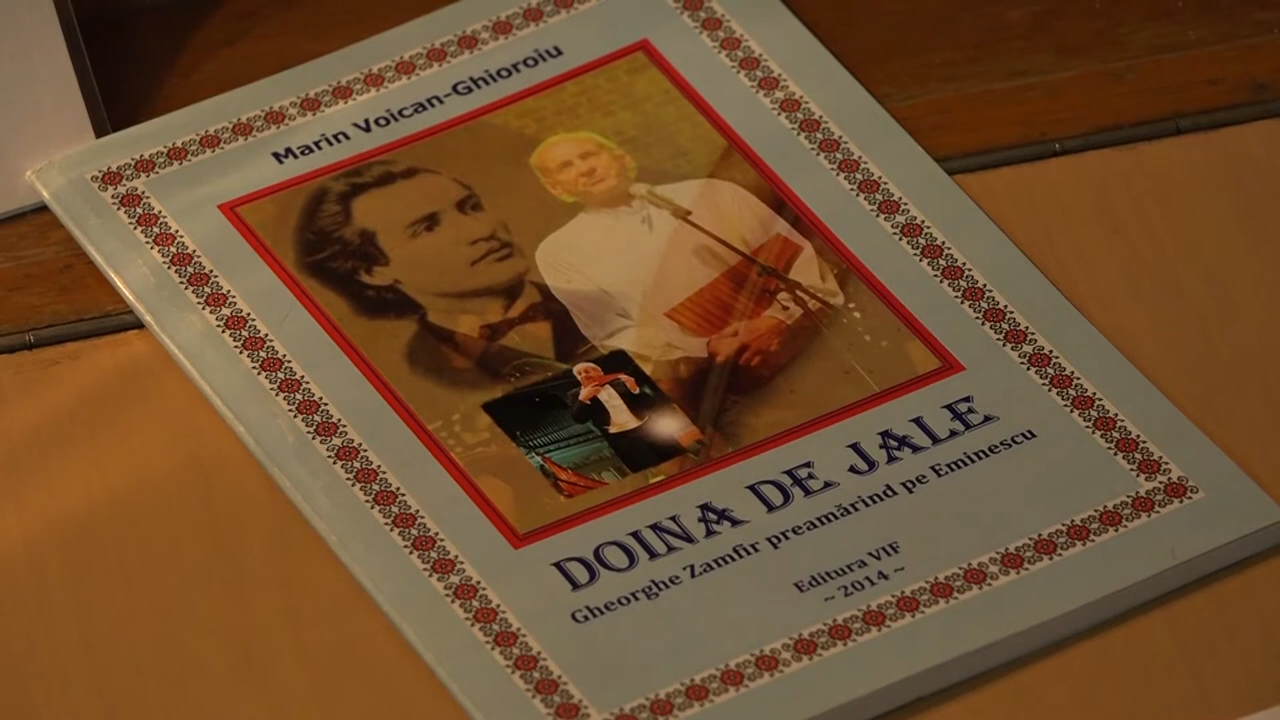 Marin Voican-Ghioroiu
DOINA DE JALE
Gheorghe Zamfir preamărind pe Eminescu
Editura VIF
~ 2014 ~